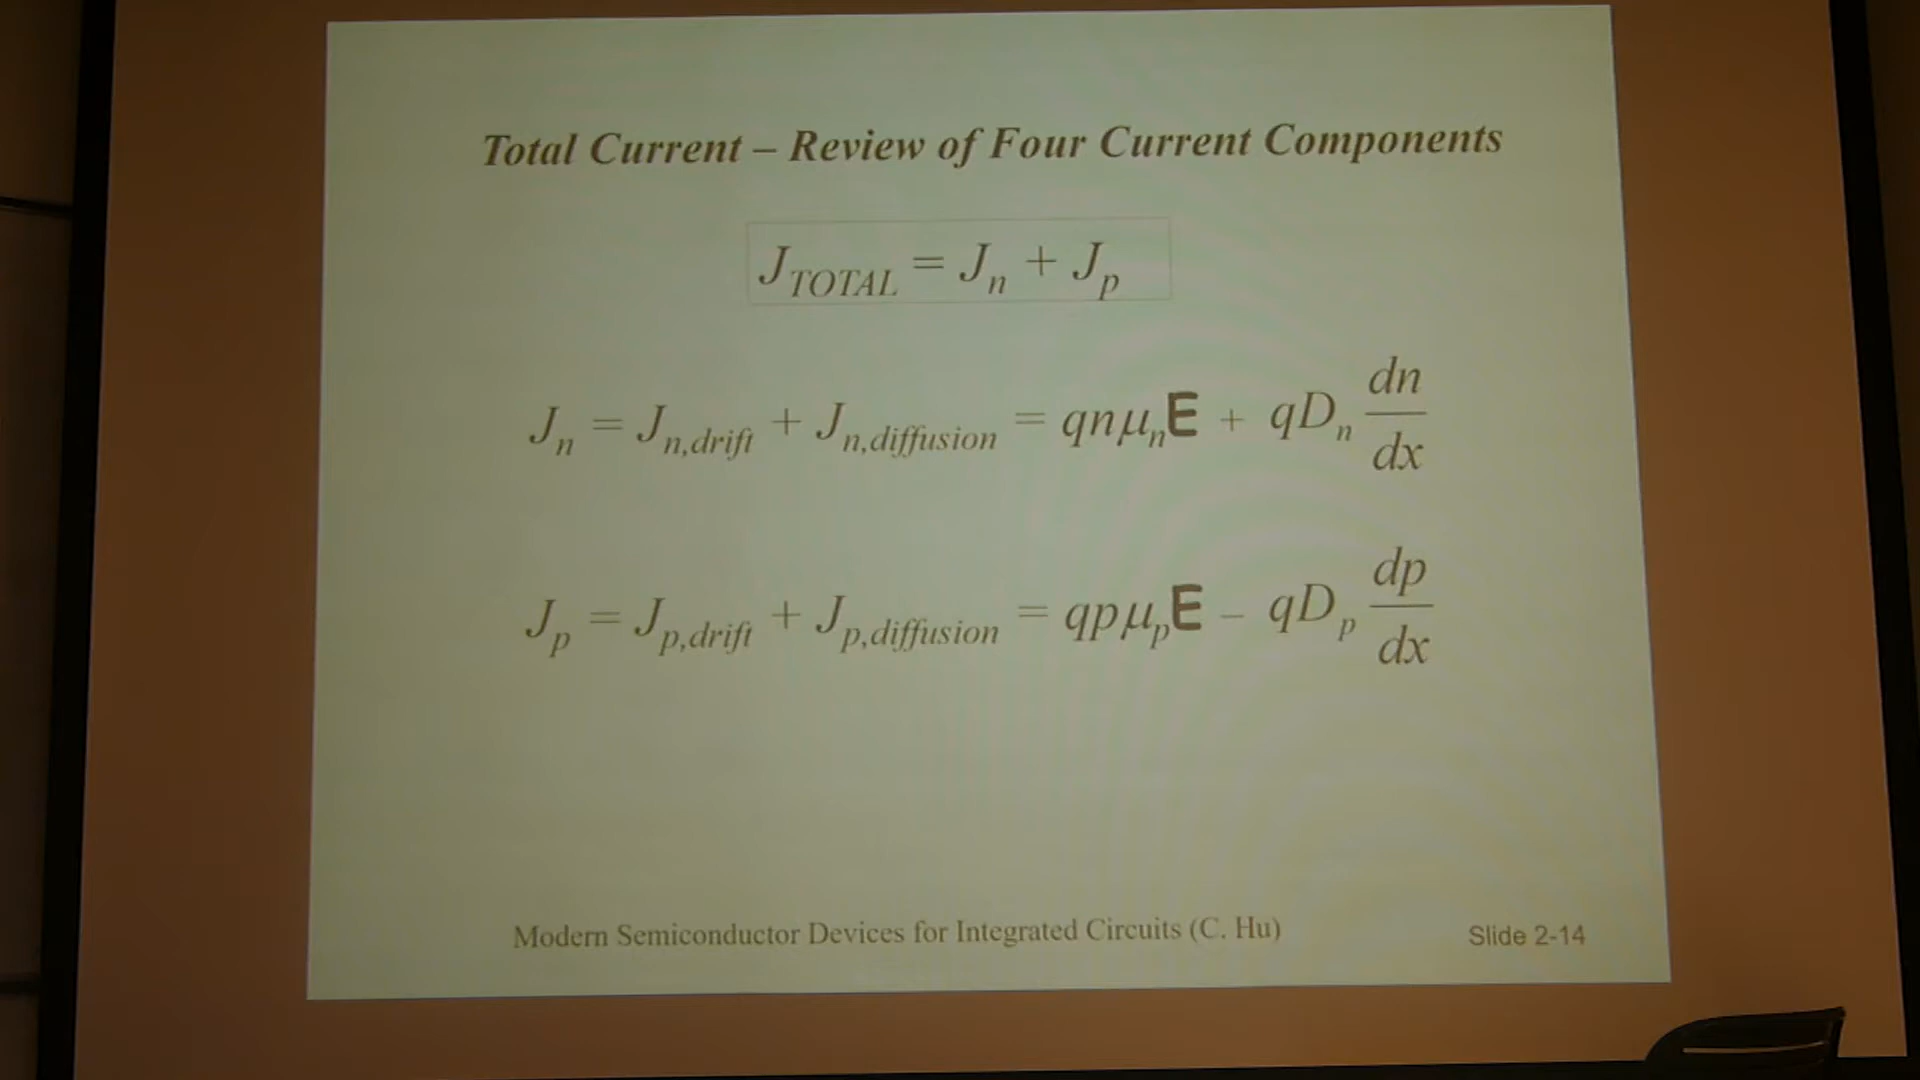 Total Current – Review of Four Current Components
J_TOTAL = J_n + J_p
J_n = J_n,drift + J_n,diffusion = qnμ_nE + qD_n dn/dx
J_p = J_p,drift + J_p,diffusion = qpμ_pE – qD_p dp/dx
Modern Semiconductor Devices for Integrated Circuits (C. Hu)
Slide 2-14